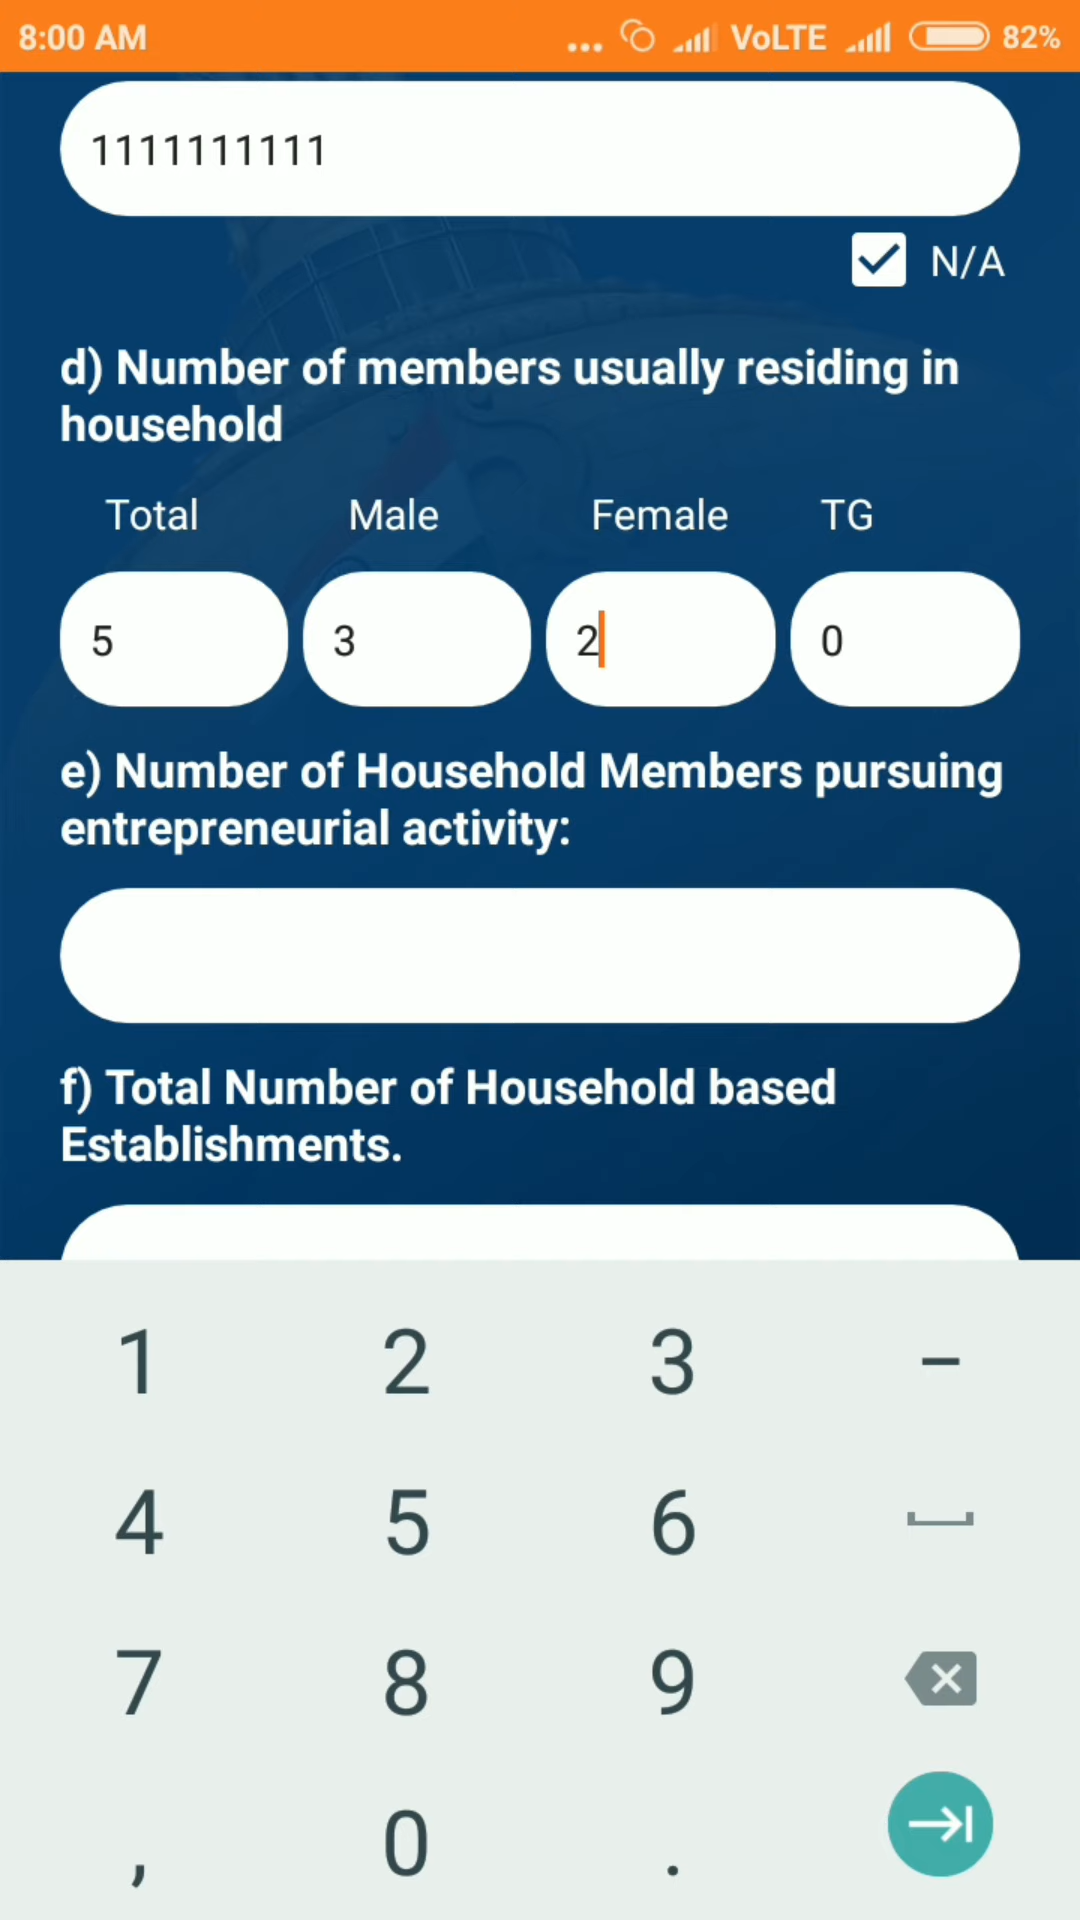 8:00 AM ... VoLTE 82%
1111111111
N/A
d) Number of members usually residing in
household
Total Male Female TG
5 3 2 0
e) Number of Household Members pursuing
entrepreneurial activity:
f) Total Number of Household based
Establishments.
1 2 3 –
4 5 6
7 8 9
, 0 .